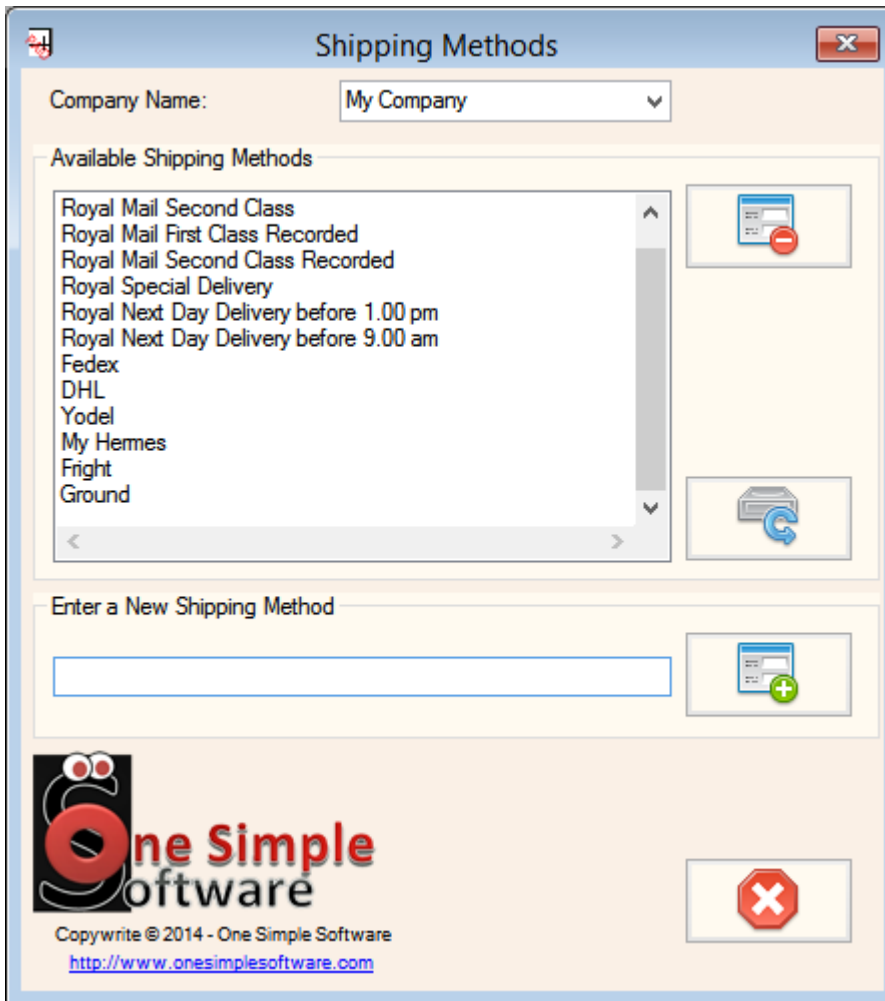 Shipping Methods
Company Name:
My Company
Available Shipping Methods
Royal Mail Second Class
Royal Mail First Class Recorded
Royal Mail Second Class Recorded
Royal Special Delivery
Royal Next Day Delivery before 1.00 pm
Royal Next Day Delivery before 9.00 am
Fedex
DHL
Yodel
My Hermes
Fright
Ground
Enter a New Shipping Method
One Simple
Software
Copywrite © 2014 - One Simple Software
http://www.onesimplesoftware.com